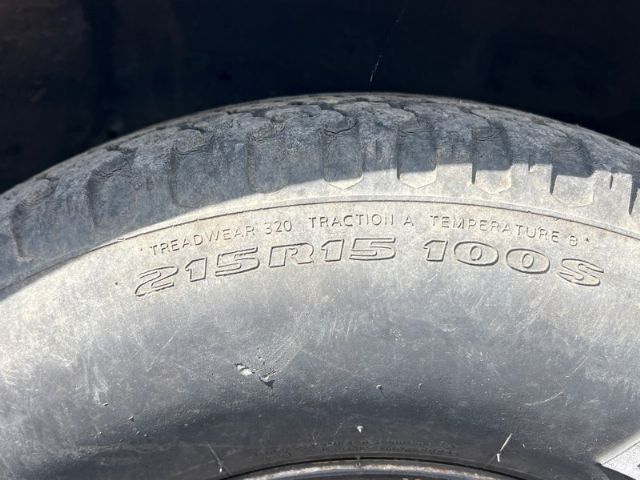 TREADWEAR 320 TRACTION A TEMPERATURE B
215R15 100S